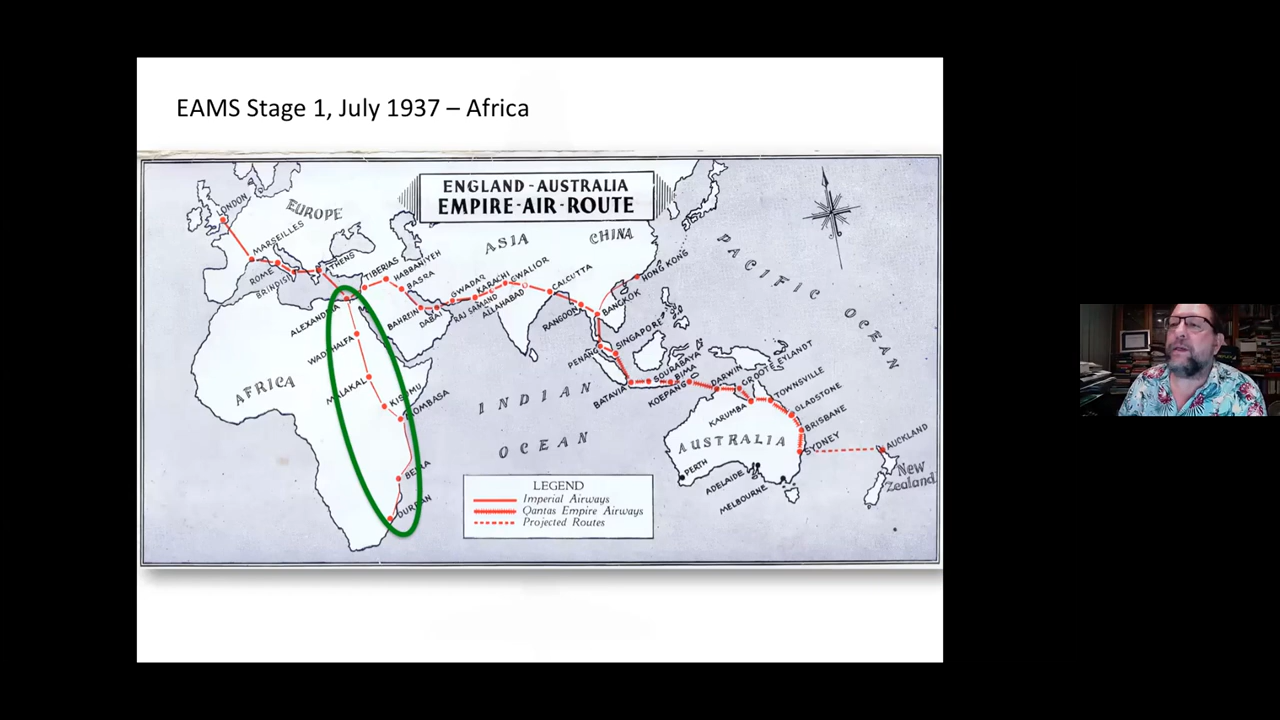 EAMS Stage 1, July 1937 – Africa
ENGLAND - AUSTRALIA
EMPIRE-AIR-ROUTE
LONDON
EUROPE
MARSEILLES
ROME
BRINDISI
ATHENS
TIBERIAS
HABBANIYEH
BASRA
BAHREIN
DABAI
GWADAR
RAJ SAMAND
KARACHI
GWALIOR
ALLAHABAD
CALCUTTA
ASIA
CHINA
HONG KONG
RANGOON
BANGKOK
PENANG
SINGAPORE
BATAVIA
SOURABAYA
BIMA
KOEPANG
DARWIN
GROOTE EYLANDT
KARUMBA
TOWNSVILLE
GLADSTONE
BRISBANE
SYDNEY
AUCKLAND
New
Zealand
AUSTRALIA
PERTH
ADELAIDE
MELBOURNE
PACIFIC OCEAN
INDIAN
OCEAN
AFRICA
ALEXANDRIA
WADI HALFA
MALAKAL
KISUMU
MOMBASA
BEIRA
DURBAN
LEGEND
Imperial Airways
Qantas Empire Airways
Projected Routes